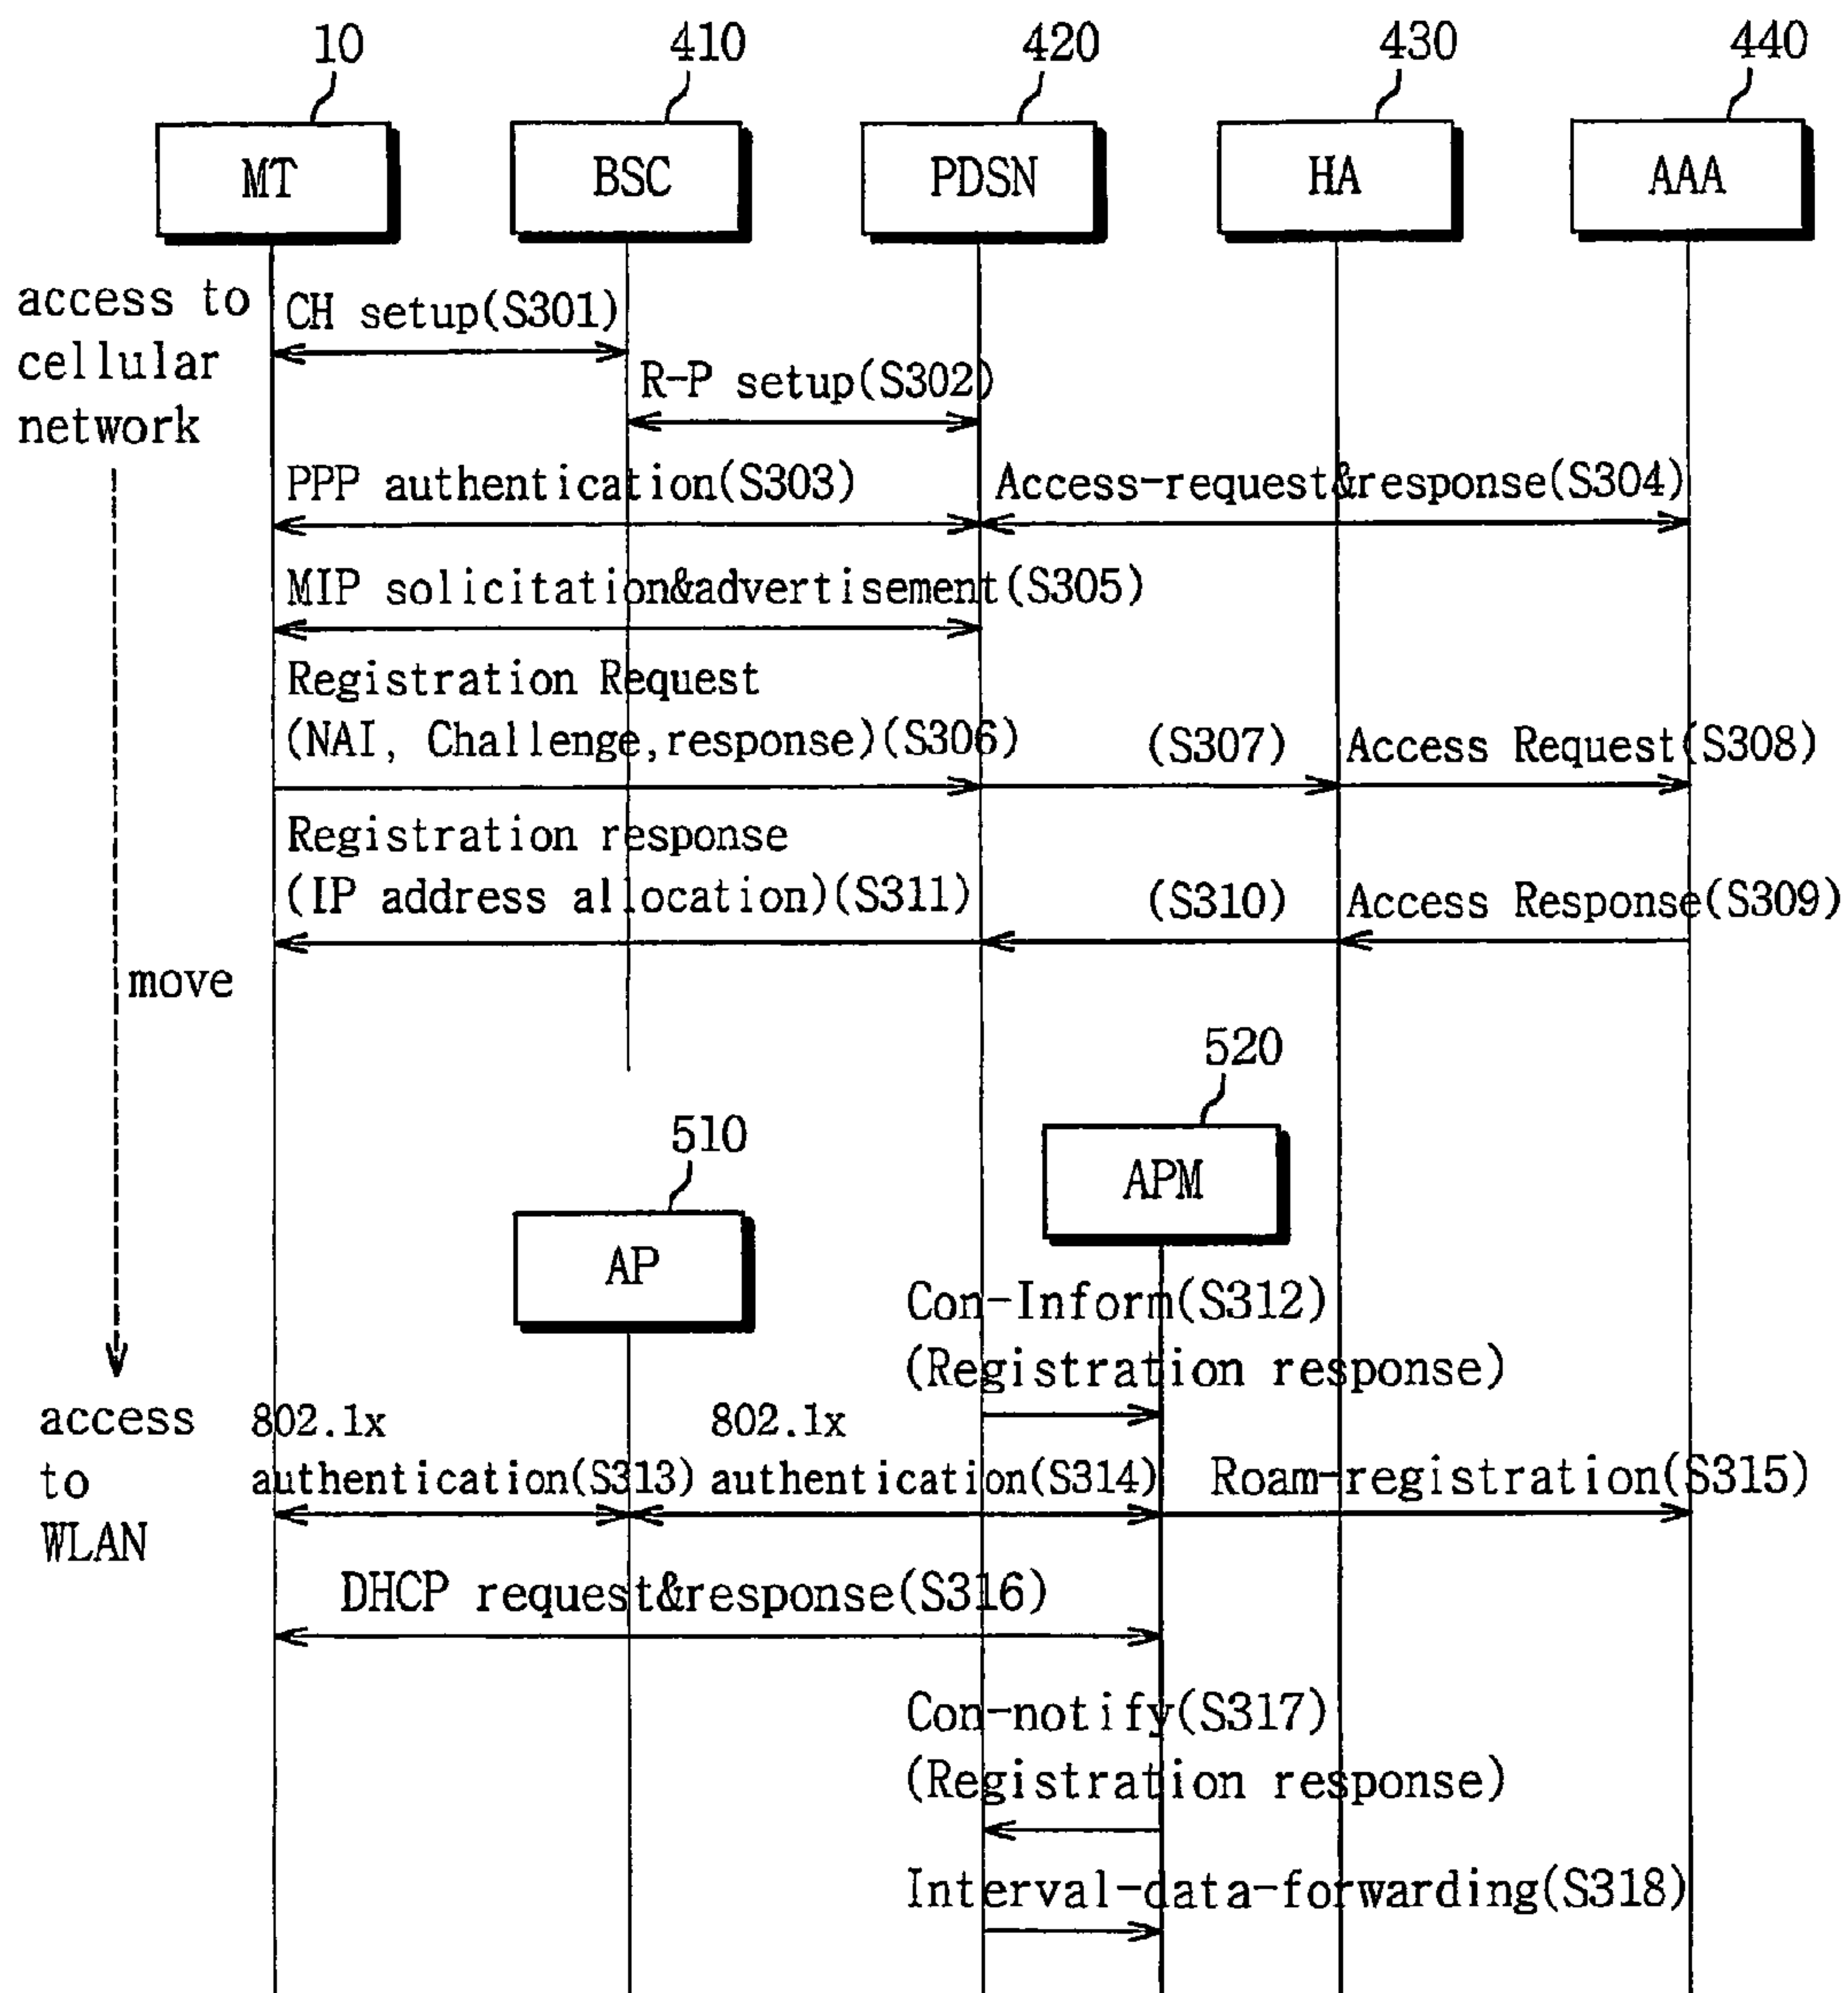 10
410
420
430
440
MT
BSC
PDSN
HA
AAA
access to
cellular
network
CH setup(S301)
R-P setup(S302)
PPP authentication(S303)
Access-request&response(S304)
MIP solicitation&advertisement(S305)
Registration Request
(NAI, Challenge,response)(S306)
(S307)
Access Request(S308)
Registration response
(IP address allocation)(S311)
(S310)
Access Response(S309)
move
520
510
APM
AP
Con-Inform(S312)
(Registration response)
access
to
WLAN
802.1x
authentication(S313)
802.1x
authentication(S314)
Roam-registration(S315)
DHCP request&response(S316)
Con-notify(S317)
(Registration response)
Interval-data-forwarding(S318)